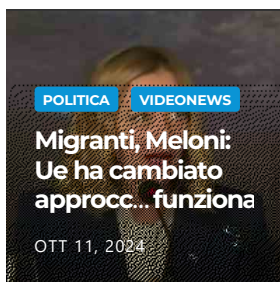 POLITICA VIDEONEWS
Migranti, Meloni:
Ue ha cambiato
approcc... funziona
OTT 11, 2024